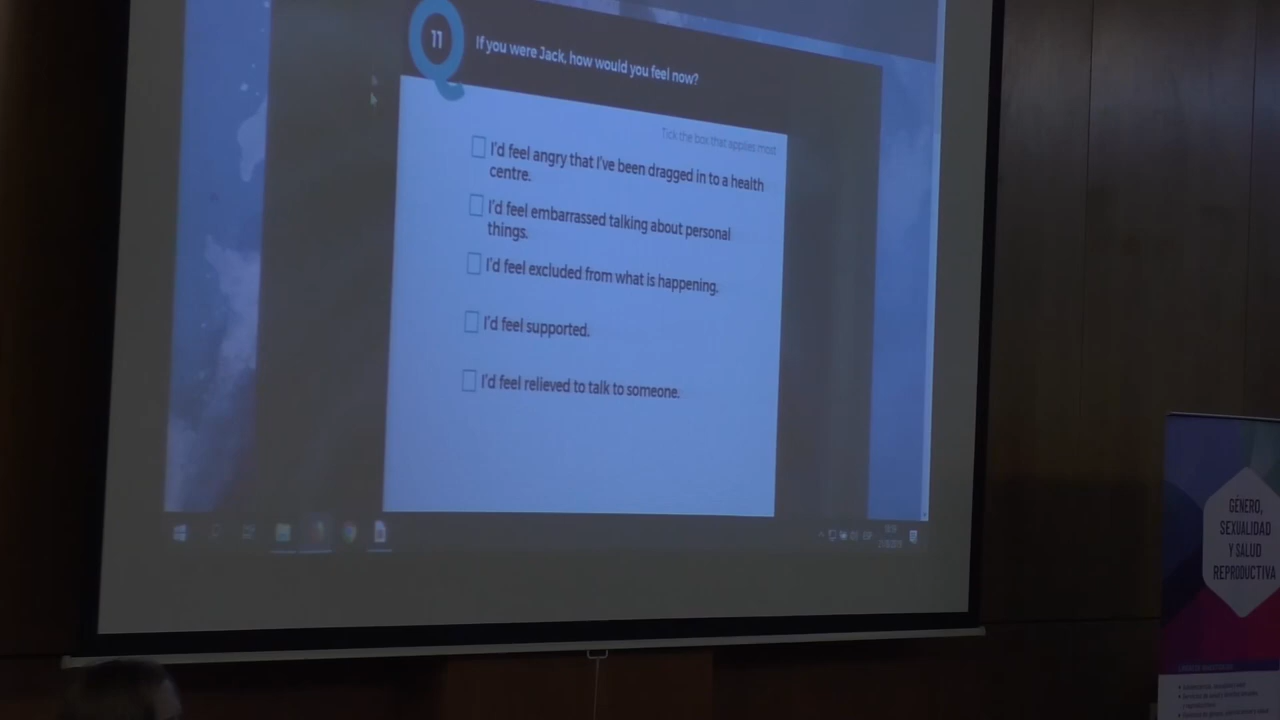 11
If you were Jack, how would you feel now?
Tick the box that applies most
I'd feel angry that I've been dragged in to a health
centre.
I'd feel embarrassed talking about personal
things.
I'd feel excluded from what is happening.
I'd feel supported.
I'd feel relieved to talk to someone.
GÉNERO,
SEXUALIDAD
Y SALUD
REPRODUCTIVA